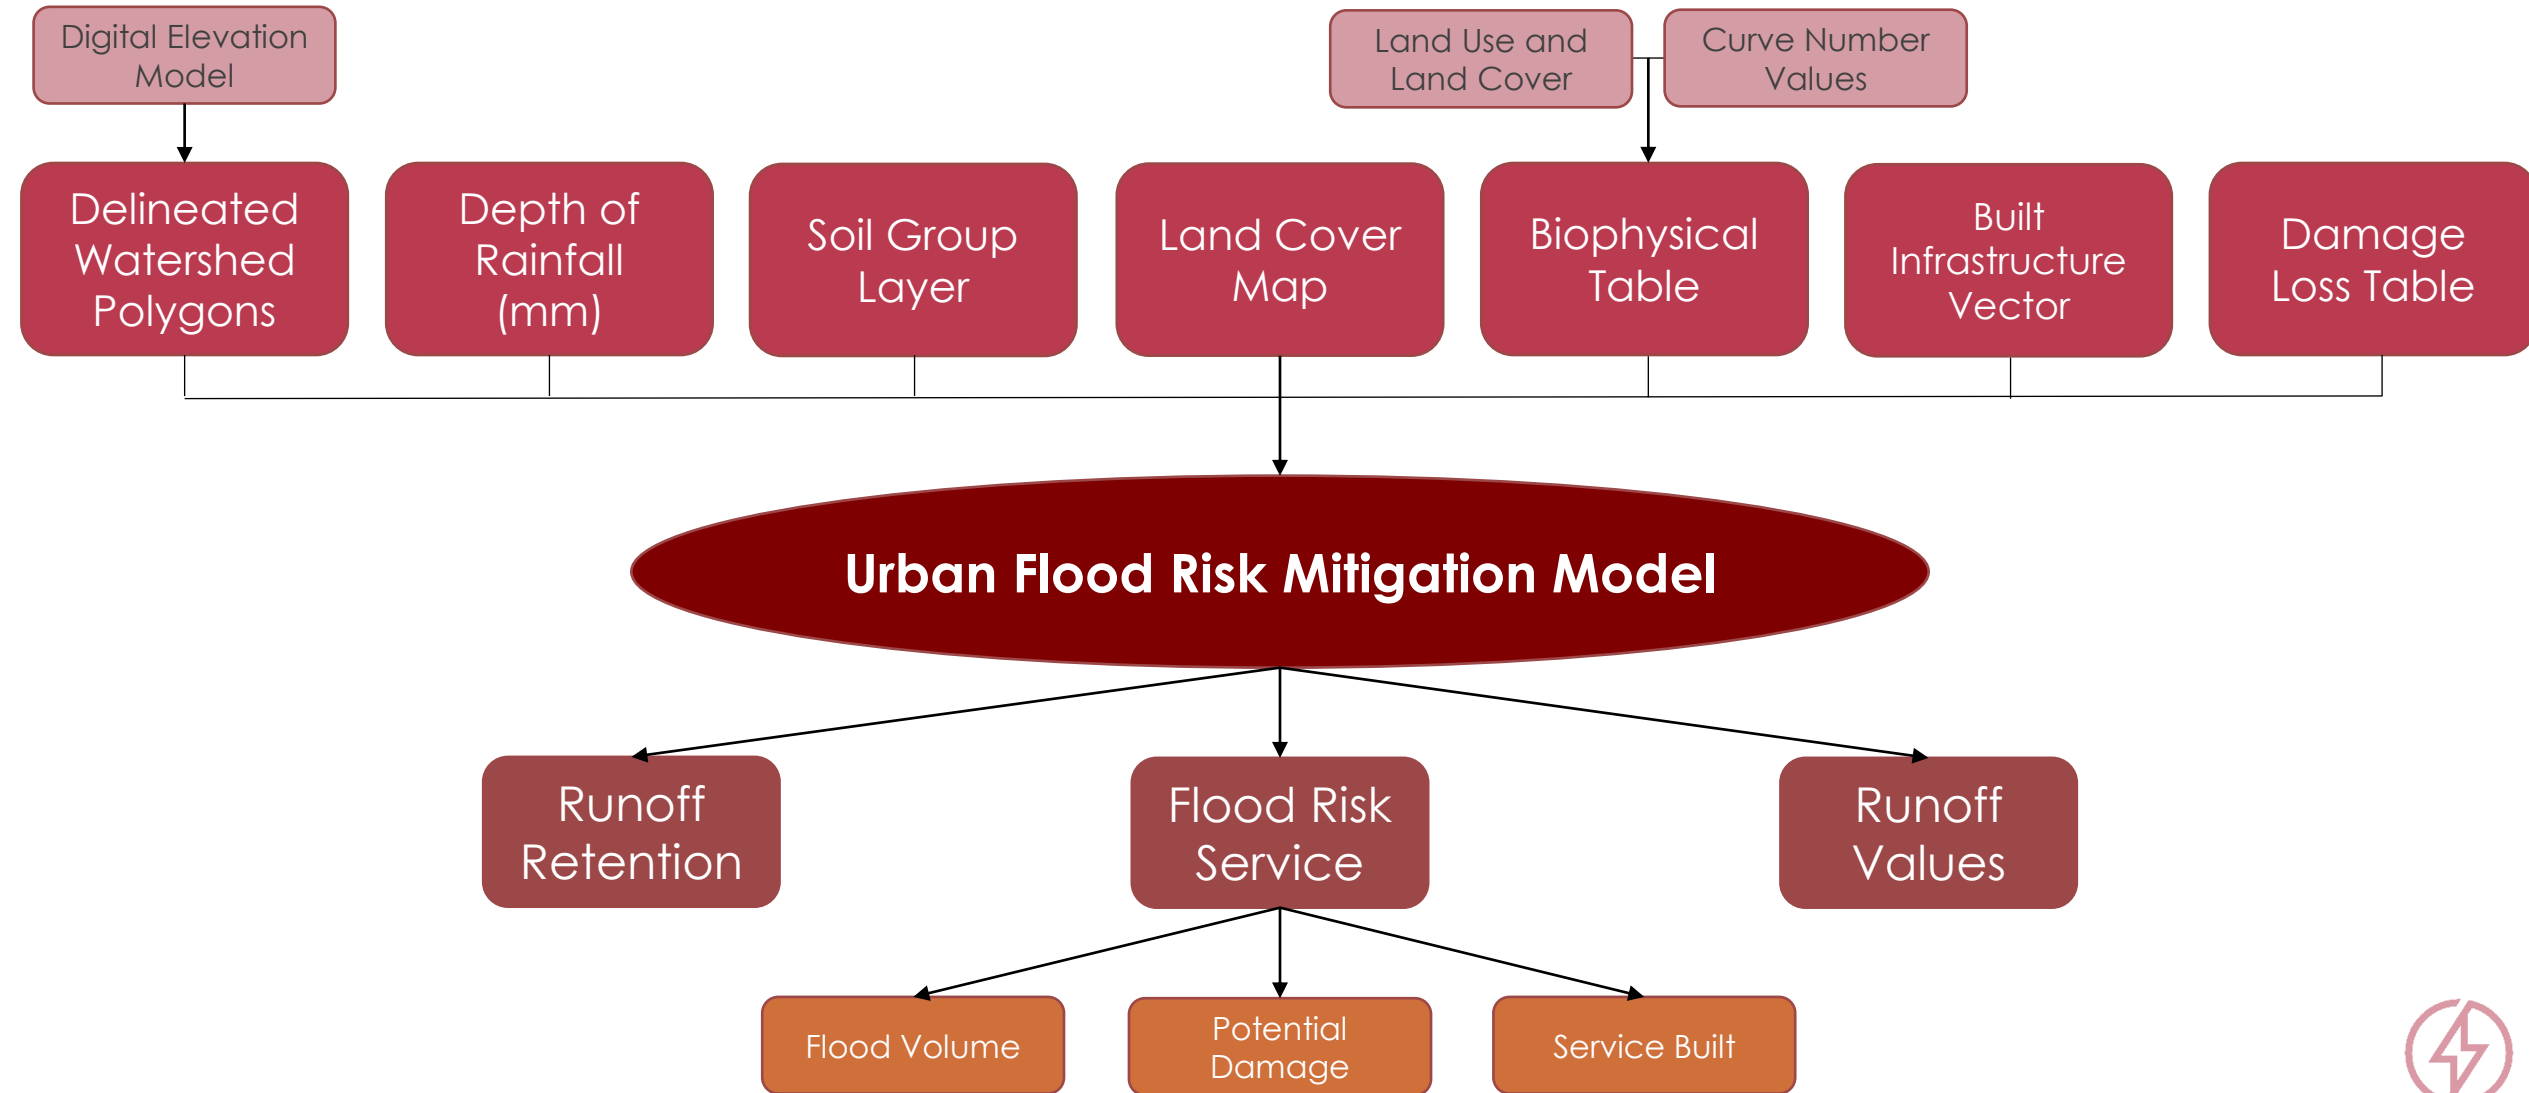 Digital Elevation
Model
Land Use and
Land Cover
Curve Number
Values
Delineated
Watershed
Polygons
Depth of
Rainfall
(mm)
Soil Group
Layer
Land Cover
Map
Biophysical
Table
Built
Infrastructure
Vector
Damage
Loss Table
Urban Flood Risk Mitigation Model
Runoff
Retention
Flood Risk
Service
Runoff
Values
Flood Volume
Potential
Damage
Service Built